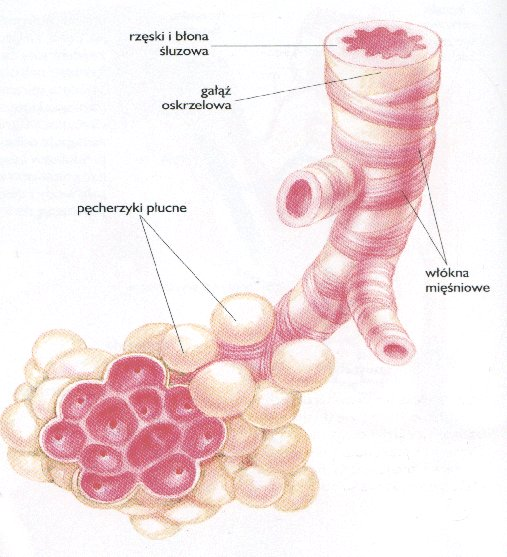 rzęski i błona
śluzowa
gałąź
oskrzelowa
pęcherzyki płucne
włókna
mięśniowe